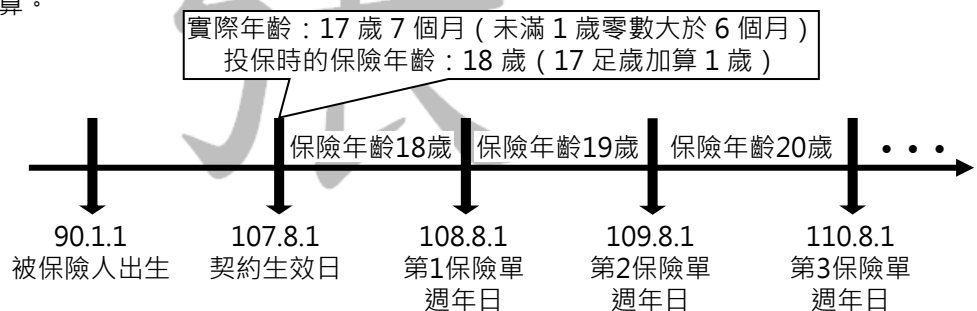 算。
實際年齡：17 歲 7 個月（未滿 1 歲零數大於 6 個月）
投保時的保險年齡：18 歲（17 足歲加算 1 歲）
保險年齡18歲 保險年齡19歲 保險年齡20歲 • • •
90.1.1 107.8.1 108.8.1 109.8.1 110.8.1
被保險人出生 契約生效日 第1保險單 第2保險單 第3保險單
週年日 週年日 週年日